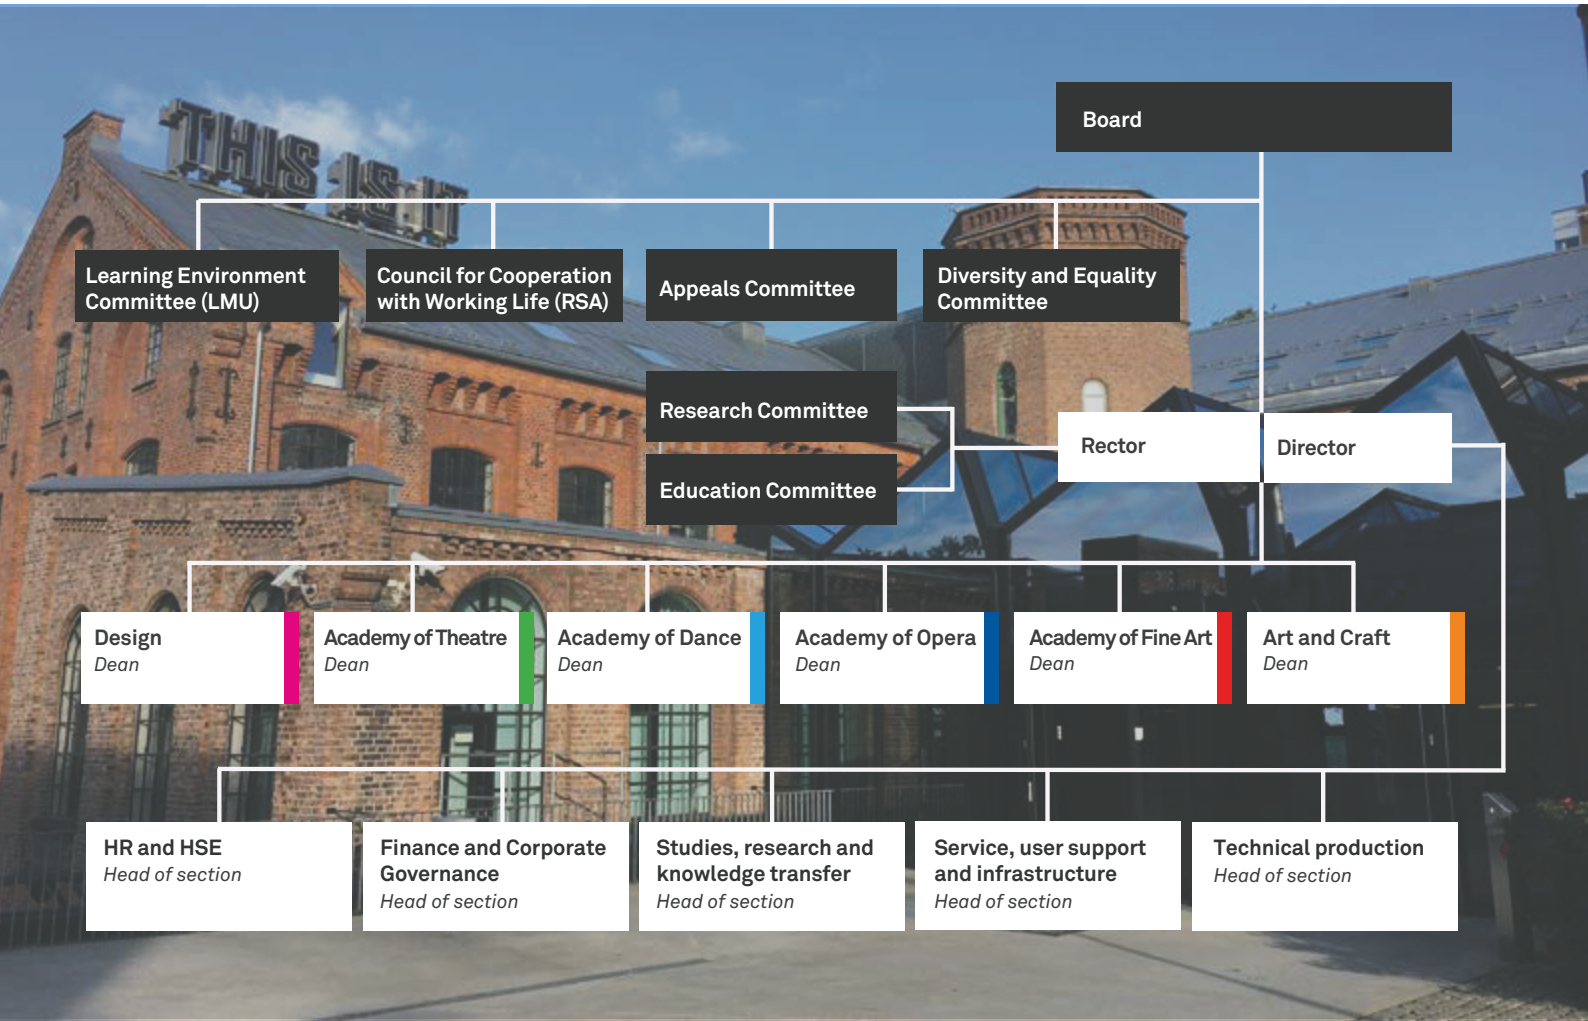 THIS IS IT
Board
Learning Environment
Committee (LMU)
Council for Cooperation
with Working Life (RSA)
Appeals Committee
Diversity and Equality
Committee
Research Committee
Education Committee
Rector
Director
Design
Dean
Academy of Theatre
Dean
Academy of Dance
Dean
Academy of Opera
Dean
Academy of Fine Art
Dean
Art and Craft
Dean
HR and HSE
Head of section
Finance and Corporate
Governance
Head of section
Studies, research and
knowledge transfer
Head of section
Service, user support
and infrastructure
Head of section
Technical production
Head of section